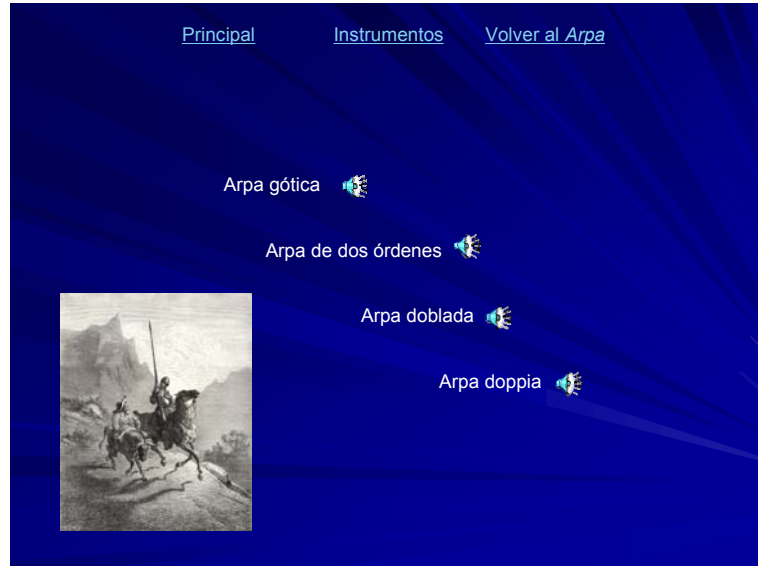 Principal Instrumentos Volver al Arpa
Arpa gótica
Arpa de dos órdenes
Arpa doblada
Arpa doppia